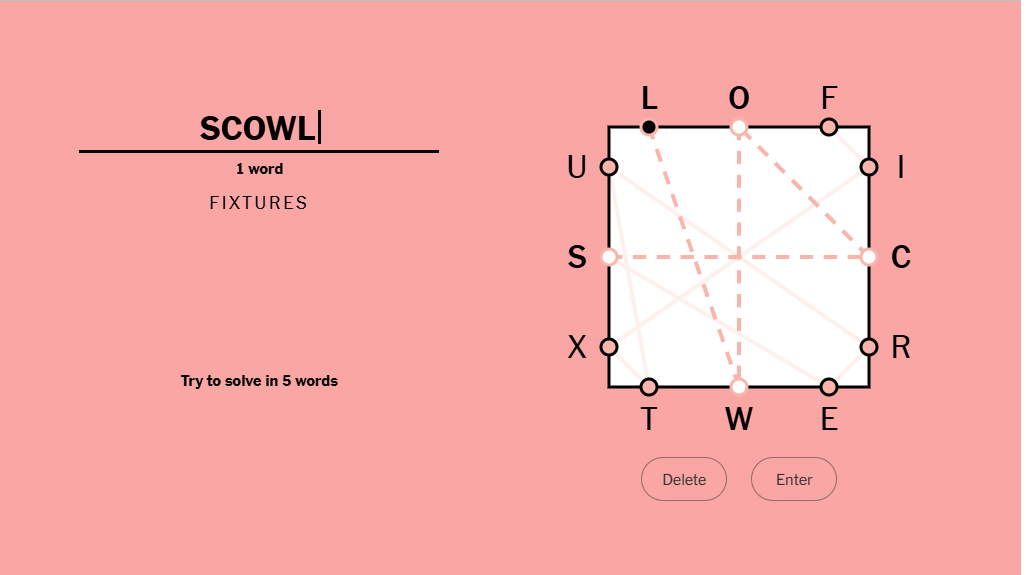 SCOWL
1 word
FIXTURES
Try to solve in 5 words
L O F
U I
S C
X R
T W E
Delete Enter